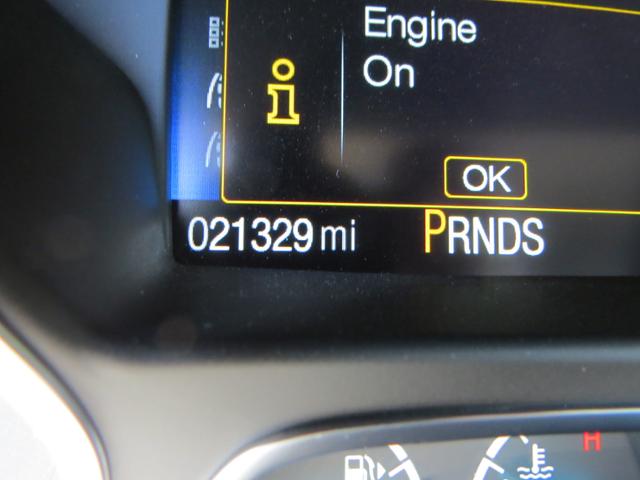 Engine
On
OK
021329 mi PRNDS
H